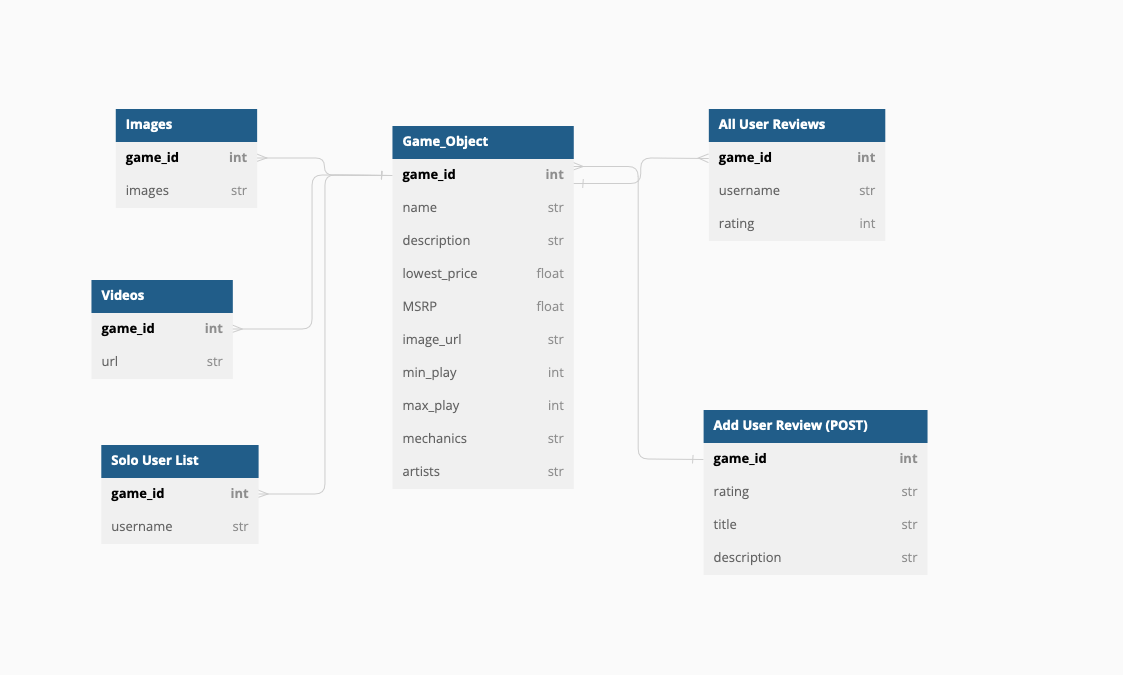 Images
game_id int
images str
Videos
game_id int
url str
Solo User List
game_id int
username str
Game_Object
game_id int
name str
description str
lowest_price float
MSRP float
image_url str
min_play int
max_play int
mechanics str
artists str
All User Reviews
game_id int
username str
rating int
Add User Review (POST)
game_id int
rating str
title str
description str